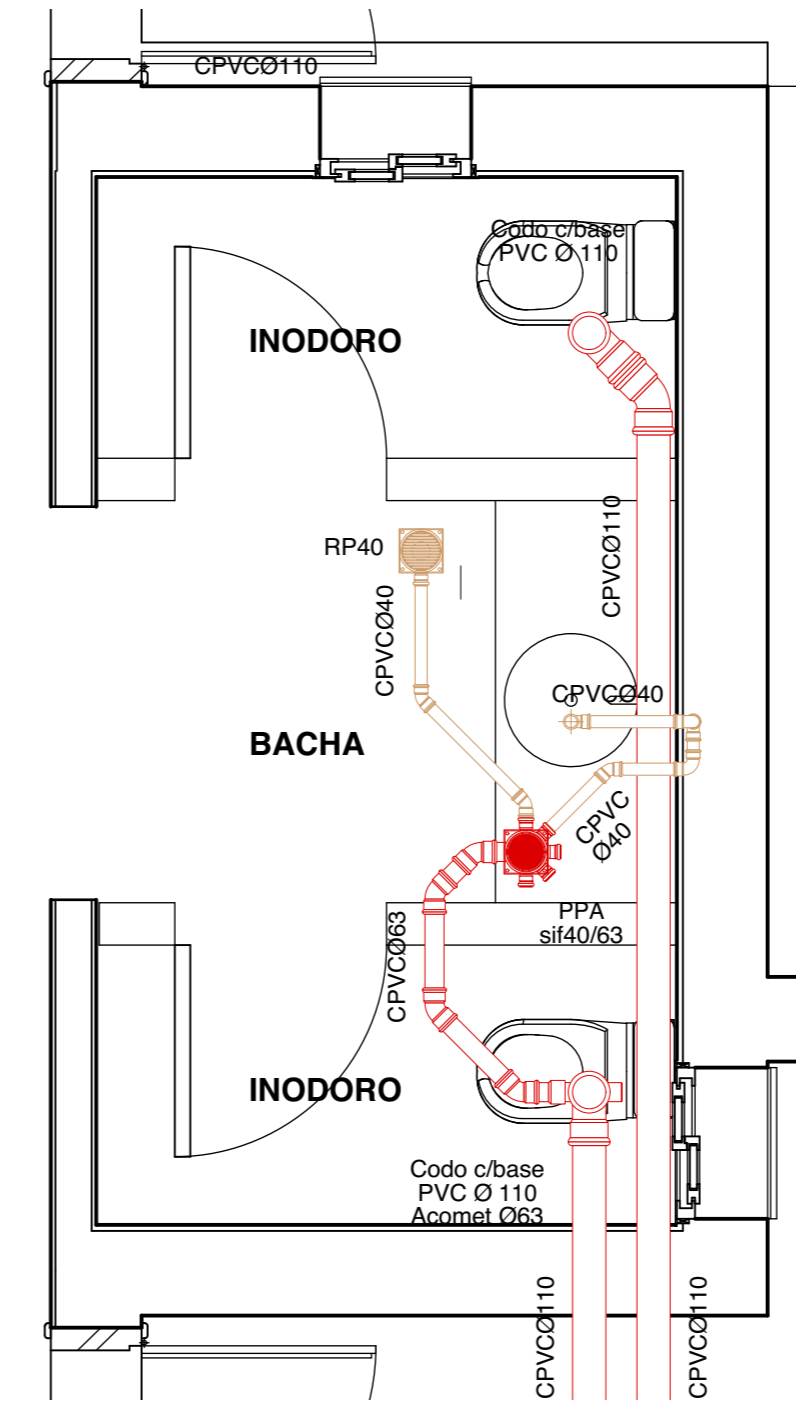 CPVCØ110
Codo c/base
PVC Ø 110
INODORO
CPVCØ110
RP40
CPVCØ40
CPVCØ40
BACHA
CPVC
Ø40
PPA
sif40/63
CPVCØ63
INODORO
Codo c/base
PVC Ø 110
Acomet Ø63
CPVCØ110
CPVCØ110